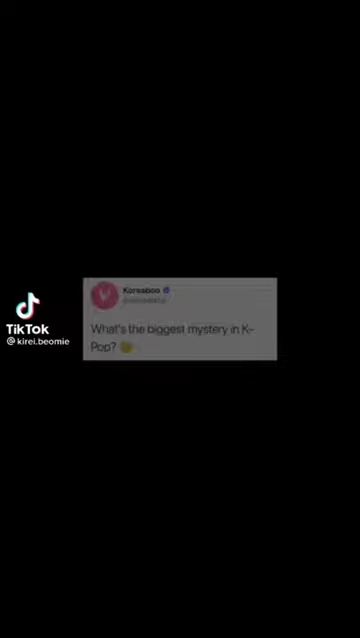 TikTok
@kirei.beomie
Koreaboo
What's the biggest mystery in K-
Pop?